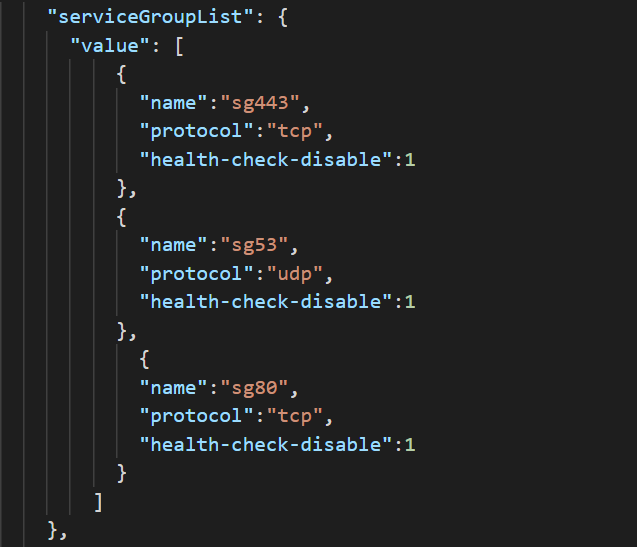 "serviceGroupList": {
"value": [
{
"name":"sg443",
"protocol":"tcp",
"health-check-disable":1
},
{
"name":"sg53",
"protocol":"udp",
"health-check-disable":1
},
{
"name":"sg80",
"protocol":"tcp",
"health-check-disable":1
}
]
},